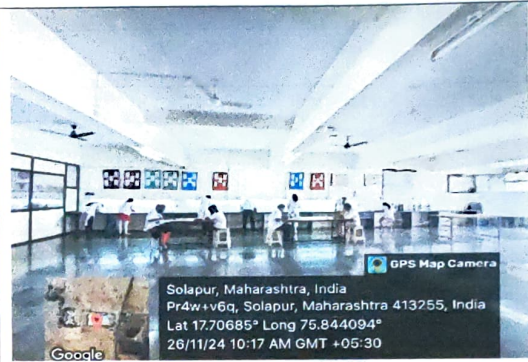 GPS Map Camera
Solapur, Maharashtra, India
Pr4w+v6q, Solapur, Maharashtra 413255, India
Lat 17.70685° Long 75.844094°
26/11/24 10:17 AM GMT +05:30
Google